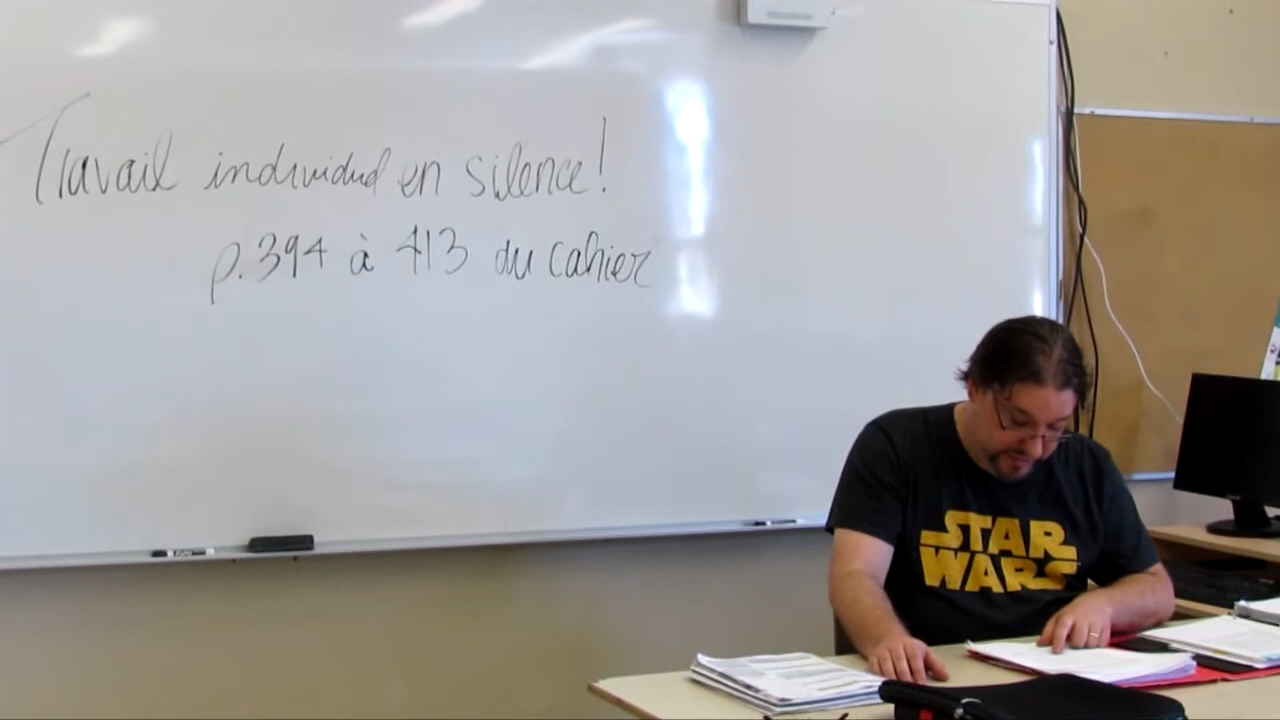 Travail individuel en silence!
p.394 à 413 du cahier
STAR
WARS